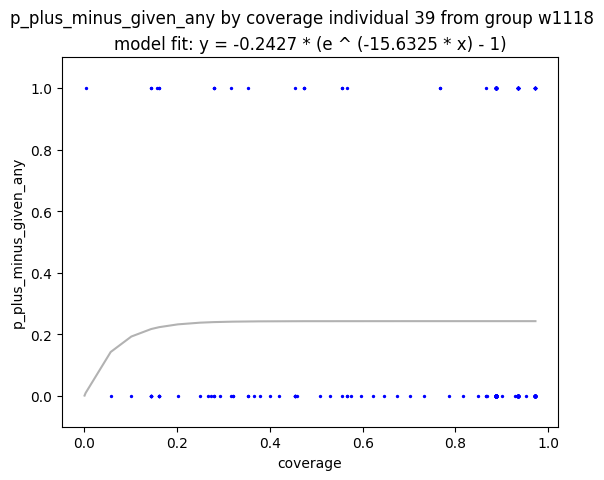 p_plus_minus_given_any by coverage individual 39 from group w1118
model fit: y = -0.2427 * (e ^ (-15.6325 * x) - 1)
1.0
0.8
0.6
0.4
0.2
0.0
p_plus_minus_given_any
0.0 0.2 0.4 0.6 0.8 1.0
coverage